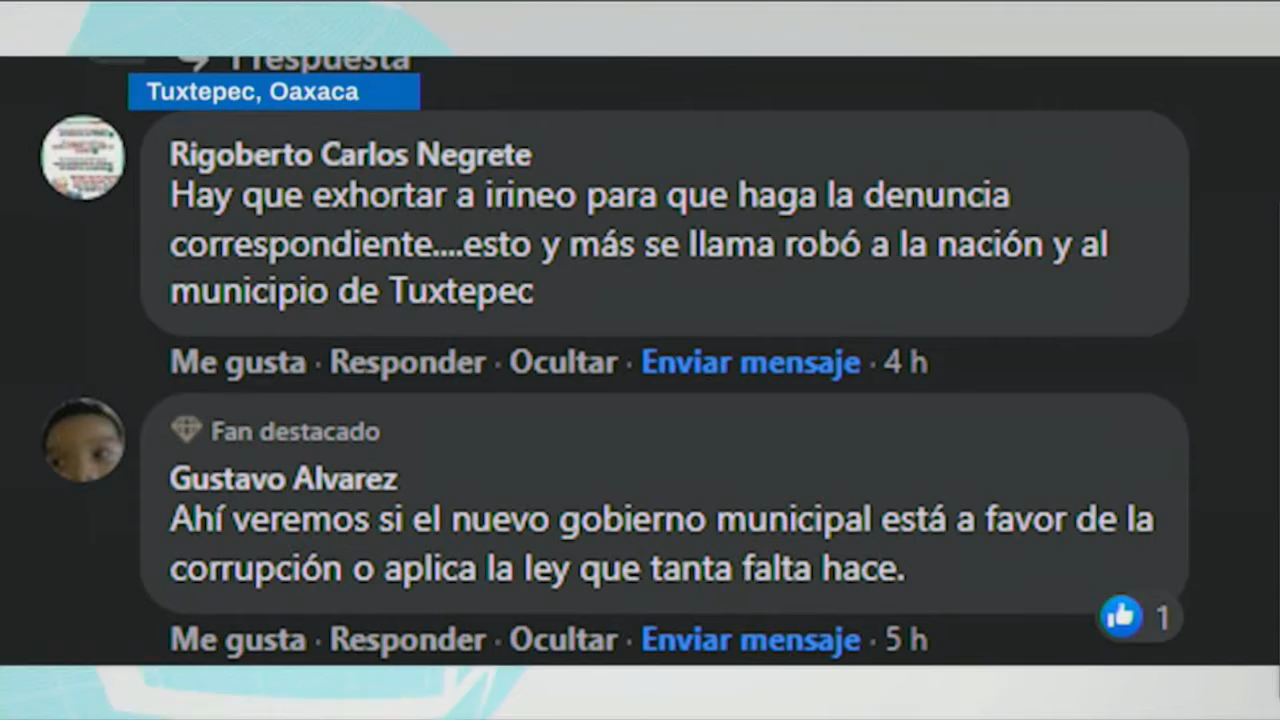 1 respuesta
Tuxtepec, Oaxaca
Rigoberto Carlos Negrete
Hay que exhortar a irineo para que haga la denuncia
correspondiente....esto y más se llama robó a la nación y al
municipio de Tuxtepec
Me gusta · Responder · Ocultar · Enviar mensaje · 4 h
Fan destacado
Gustavo Alvarez
Ahí veremos si el nuevo gobierno municipal está a favor de la
corrupción o aplica la ley que tanta falta hace.
1
Me gusta · Responder · Ocultar · Enviar mensaje · 5 h